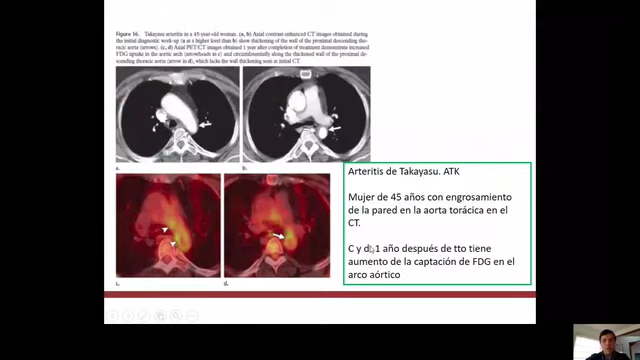 Figure 16. Takayasu arteritis in a 45-year-old woman. (a, b) Axial contrast-enhanced CT images obtained during
the initial diagnostic work-up (a at a higher level than b) show thickening of the wall of the proximal descending tho-
racic aorta (arrows). (c, d) Axial PET/CT images obtained 1 year after completion of treatment demonstrate increased
FDG uptake in the aortic arch (arrowheads in c) and circumferentially along the thickened wall of the proximal de-
scending thoracic aorta (arrow in d), which lacks the wall thickening seen at initial CT.
a.
b.
Arteritis de Takayasu. ATK
Mujer de 45 años con engrosamiento
de la pared en la aorta torácica en el
CT.
C y d: 1 año después de tto tiene
aumento de la captación de FDG en el
arco aórtico
c.
d.